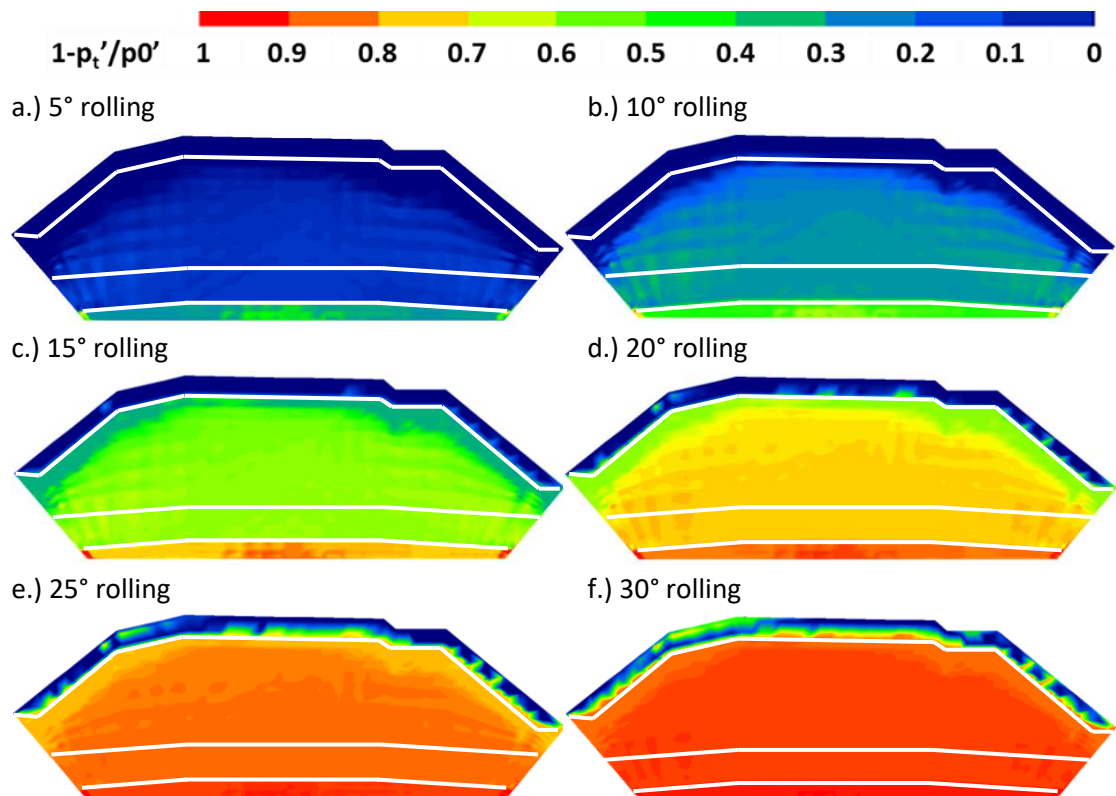 1-pt'/p0' 1 0.9 0.8 0.7 0.6 0.5 0.4 0.3 0.2 0.1 0
a.) 5° rolling b.) 10° rolling
c.) 15° rolling d.) 20° rolling
e.) 25° rolling f.) 30° rolling